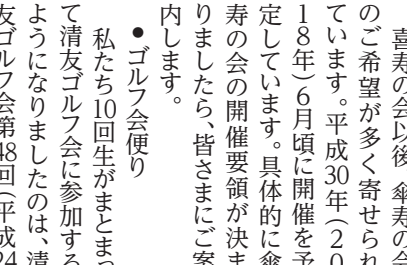 喜寿の会以後、傘寿の会
のご希望が多く寄せられ
ています。平成30年（20
18年）6月頃に開催を予
定しています。具体的に傘
寿の会の開催要領が決ま
りましたら、皆さまにご案
内します。
●ゴルフ会便り
私たち10回生がまとまっ
て清友ゴルフ会に参加する
ようになりましたのは、清
友ゴルフ会第48回（平成24